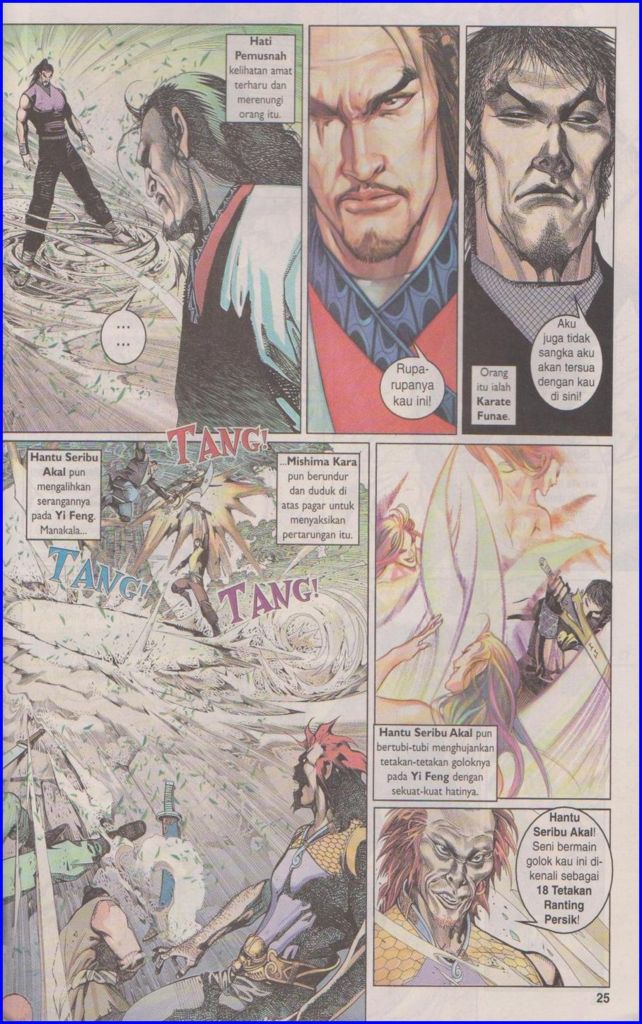 Hati
Pemusnah
kelihatan amat
terharu dan
merenungi
orang itu.
...
...
Rupa-
rupanya
kau ini!
Orang
itu ialah
Karate
Funae.
Aku
juga tidak
sangka aku
akan tersua
dengan kau
di sini!
Hantu Seribu
Akal pun
mengalihkan
serangannya
pada Yi Feng.
Manakala...
TANG!
...Mishima Kara
pun berundur
dan duduk di
atas pagar untuk
menyaksikan
pertarungan itu.
TANG!
TANG!
Hantu Seribu Akal pun
bertubi-tubi menghujankan
tetakan-tetakan goloknya
pada Yi Feng dengan
sekuat-kuat hatinya.
Hantu
Seribu Akal!
Seni bermain
golok kau ini di-
kenali sebagai
18 Tetakan
Ranting
Persik!
25